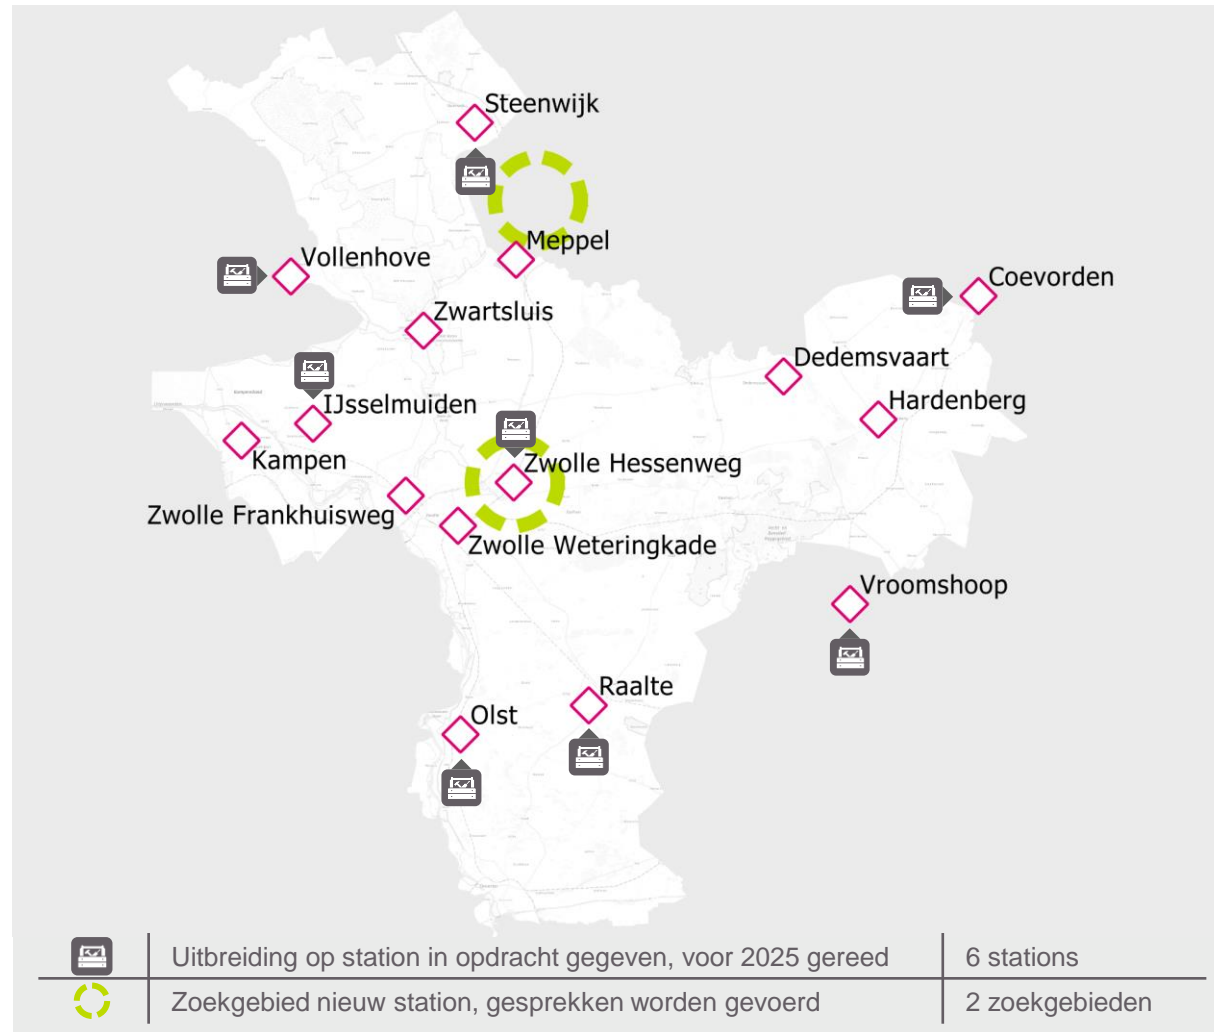 Steenwijk
Meppel
Vollenhove
Coevorden
Zwartsluis
Dedemsvaart
Hardenberg
IJsselmuiden
Kampen
Zwolle Hessenweg
Zwolle Frankhuisweg
Zwolle Weteringkade
Vroomshoop
Raalte
Olst
Uitbreiding op station in opdracht gegeven, voor 2025 gereed 6 stations
Zoekgebied nieuw station, gesprekken worden gevoerd 2 zoekgebieden